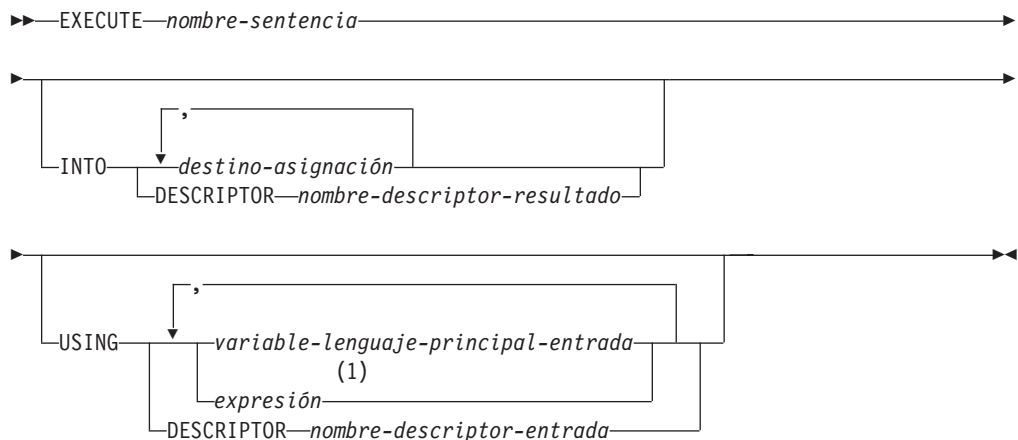 EXECUTE nombre-sentencia
,
INTO destino-asignación
DESCRIPTOR nombre-descriptor-resultado
,
USING variable-lenguaje-principal-entrada
(1)
expresión
DESCRIPTOR nombre-descriptor-entrada